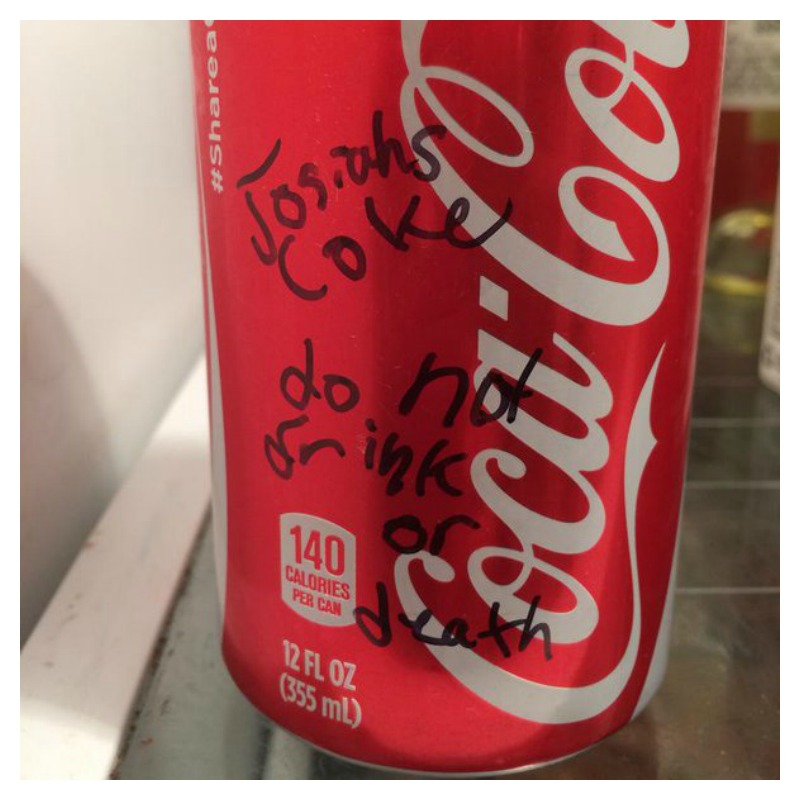 #Sharea
Josiahs
Coke
do not
drink
or
death
Coca-Cola
140
CALORIES
PER CAN
12 FL OZ
(355 mL)